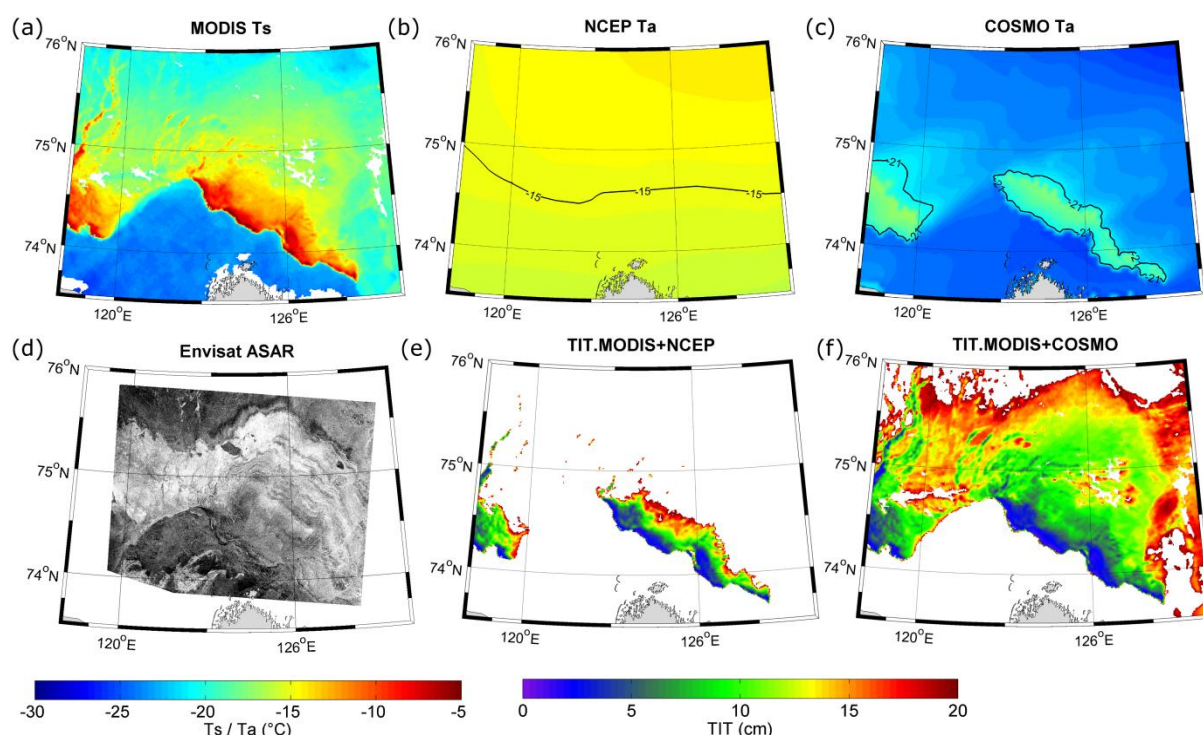 (a) MODIS Ts
(b) NCEP Ta
(c) COSMO Ta
76°N 76°N 76°N
75°N 75°N 75°N
74°N 74°N 74°N
-15 -15 -15
-21 -21
120°E 126°E 120°E 126°E 120°E 126°E
(d) Envisat ASAR
(e) TIT.MODIS+NCEP
(f) TIT.MODIS+COSMO
76°N 76°N 76°N
75°N 75°N 75°N
74°N 74°N 74°N
120°E 126°E 120°E 126°E 120°E 126°E
-30 -25 -20 -15 -10 -5
Ts / Ta (°C)
0 5 10 15 20
TIT (cm)